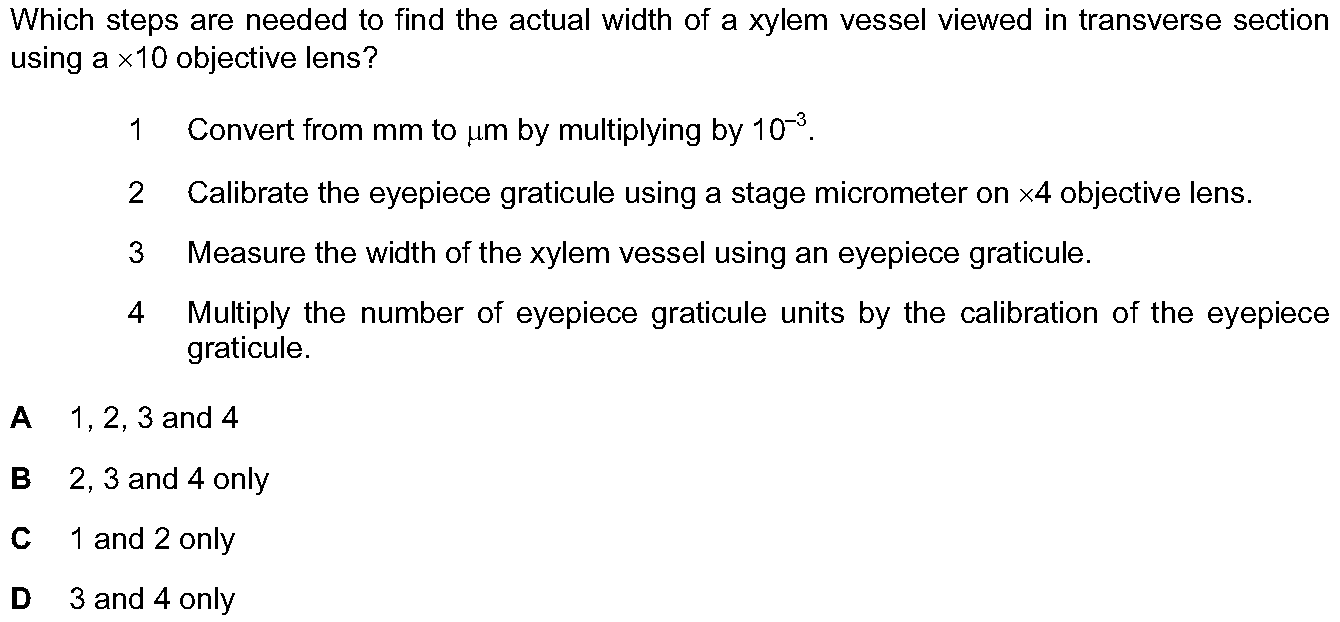 Which steps are needed to find the actual width of a xylem vessel viewed in transverse section
using a ×10 objective lens?
1 Convert from mm to μm by multiplying by 10⁻³.
2 Calibrate the eyepiece graticule using a stage micrometer on ×4 objective lens.
3 Measure the width of the xylem vessel using an eyepiece graticule.
4 Multiply the number of eyepiece graticule units by the calibration of the eyepiece
graticule.
A 1, 2, 3 and 4
B 2, 3 and 4 only
C 1 and 2 only
D 3 and 4 only